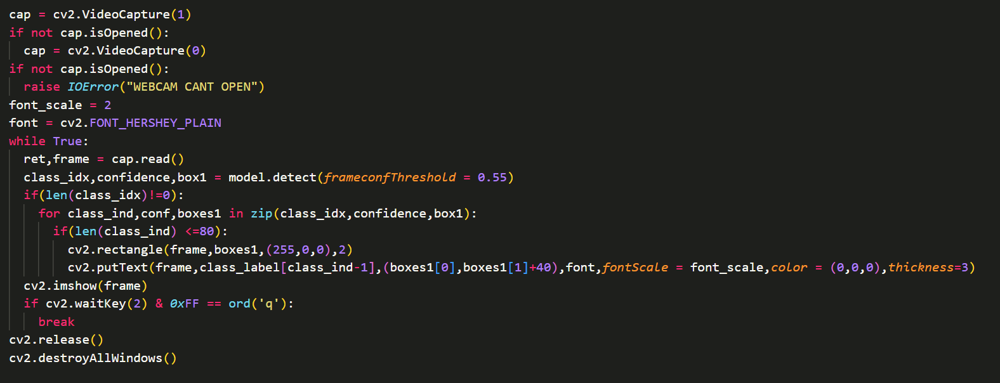 cap = cv2.VideoCapture(1)
if not cap.isOpened():
  cap = cv2.VideoCapture(0)
if not cap.isOpened():
  raise IOError("WEBCAM CANT OPEN")
font_scale = 2
font = cv2.FONT_HERSHEY_PLAIN
while True:
  ret,frame = cap.read()
  class_idx,confidence,box1 = model.detect(frameconfThreshold = 0.55)
  if(len(class_idx)!=0):
    for class_ind,conf,boxes1 in zip(class_idx,confidence,box1):
      if(len(class_ind) <=80):
        cv2.rectangle(frame,boxes1,(255,0,0),2)
        cv2.putText(frame,class_label[class_ind-1],(boxes1[0],boxes1[1]+40),font,fontScale = font_scale,color = (0,0,0),thickness=3)
  cv2.imshow(frame)
  if cv2.waitKey(2) & 0xFF == ord('q'):
    break
cv2.release()
cv2.destroyAllWindows()